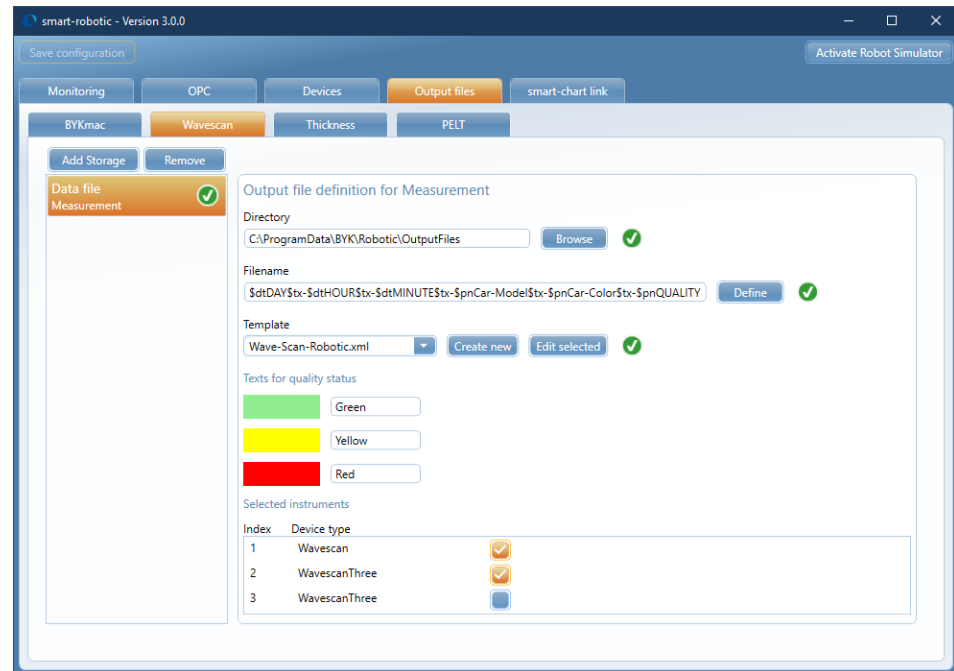 smart-robotic - Version 3.0.0
Save configuration
Activate Robot Simulator
Monitoring OPC Devices Output files smart-chart link
BYKmac Wavescan Thickness PELT
Add Storage Remove
Data file
Measurement
Output file definition for Measurement
Directory
C:\ProgramData\BYK\Robotic\OutputFiles Browse
Filename
$dtDAY$tx-$dtHOUR$tx-$dtMINUTE$tx-$pnCar-Model$tx-$pnCar-Color$tx-$pnQUALITY Define
Template
Wave-Scan-Robotic.xml Create new Edit selected
Texts for quality status
Green
Yellow
Red
Selected instruments
Index Device type
1 Wavescan
2 WavescanThree
3 WavescanThree